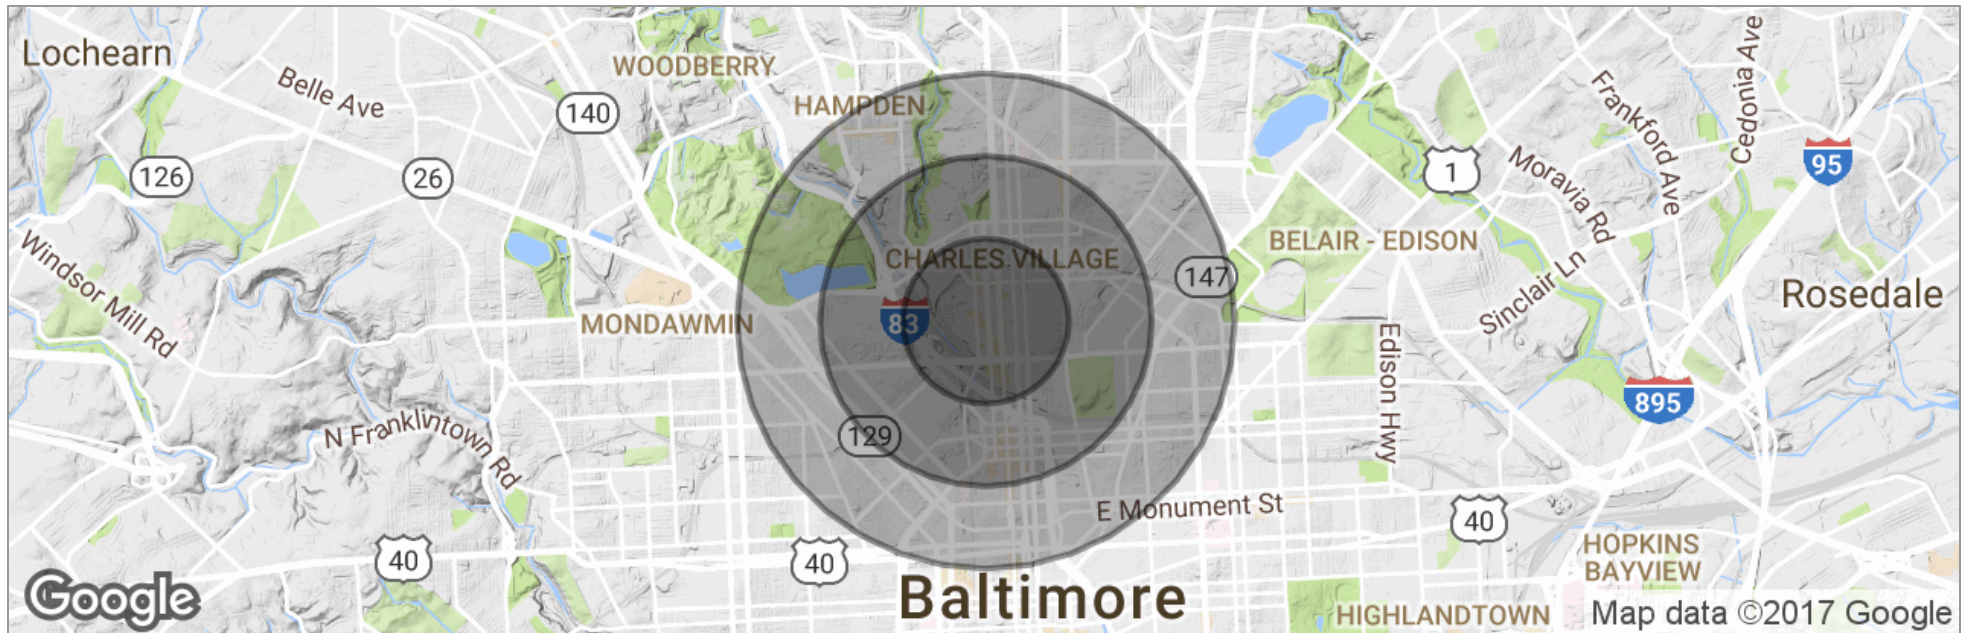 Lochearn
Belle Ave
WOODBERRY
HAMPDEN
140
126
26
1
95
Frankford Ave
Cedonia Ave
Moravia Rd
Windsor Mill Rd
CHARLES VILLAGE
147
BELAIR - EDISON
Sinclair Ln
Rosedale
83
MONDAWMIN
Edison Hwy
895
N Franklintown Rd
129
E Monument St
40
40
40
HOPKINS
BAYVIEW
Baltimore
HIGHLANDTOWN
Google
Map data ©2017 Google